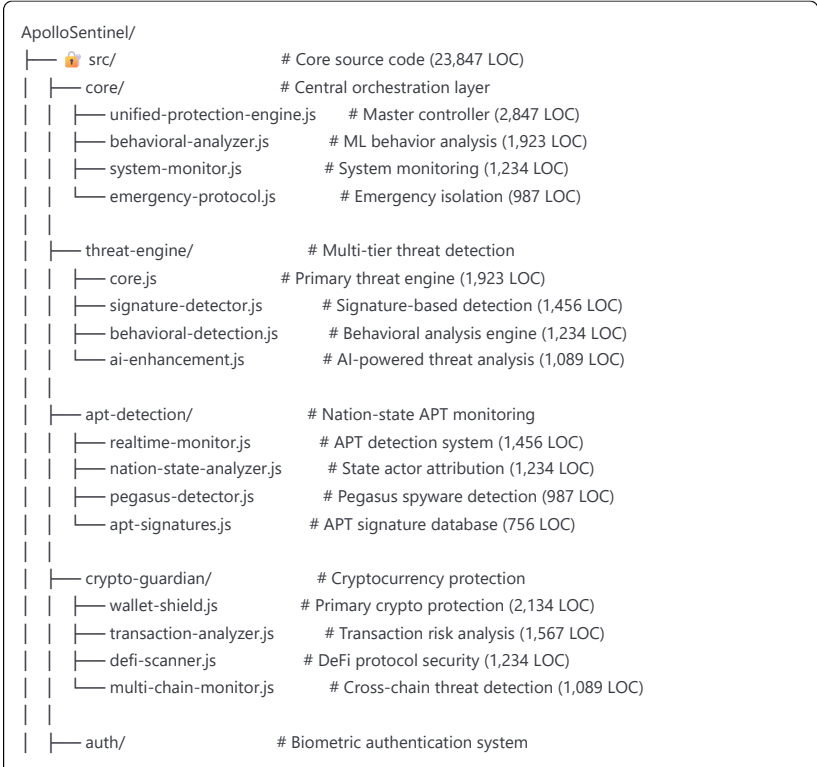 ApolloSentinel/
├── 🔐 src/ # Core source code (23,847 LOC)
│ ├── core/ # Central orchestration layer
│ │ ├── unified-protection-engine.js # Master controller (2,847 LOC)
│ │ ├── behavioral-analyzer.js # ML behavior analysis (1,923 LOC)
│ │ ├── system-monitor.js # System monitoring (1,234 LOC)
│ │ └── emergency-protocol.js # Emergency isolation (987 LOC)
│ │
│ ├── threat-engine/ # Multi-tier threat detection
│ │ ├── core.js # Primary threat engine (1,923 LOC)
│ │ ├── signature-detector.js # Signature-based detection (1,456 LOC)
│ │ ├── behavioral-detection.js # Behavioral analysis engine (1,234 LOC)
│ │ └── ai-enhancement.js # AI-powered threat analysis (1,089 LOC)
│ │
│ ├── apt-detection/ # Nation-state APT monitoring
│ │ ├── realtime-monitor.js # APT detection system (1,456 LOC)
│ │ ├── nation-state-analyzer.js # State actor attribution (1,234 LOC)
│ │ ├── pegasus-detector.js # Pegasus spyware detection (987 LOC)
│ │ └── apt-signatures.js # APT signature database (756 LOC)
│ │
│ ├── crypto-guardian/ # Cryptocurrency protection
│ │ ├── wallet-shield.js # Primary crypto protection (2,134 LOC)
│ │ ├── transaction-analyzer.js # Transaction risk analysis (1,567 LOC)
│ │ ├── defi-scanner.js # DeFi protocol security (1,234 LOC)
│ │ └── multi-chain-monitor.js # Cross-chain threat detection (1,089 LOC)
│ │
│ ├── auth/ # Biometric authentication system